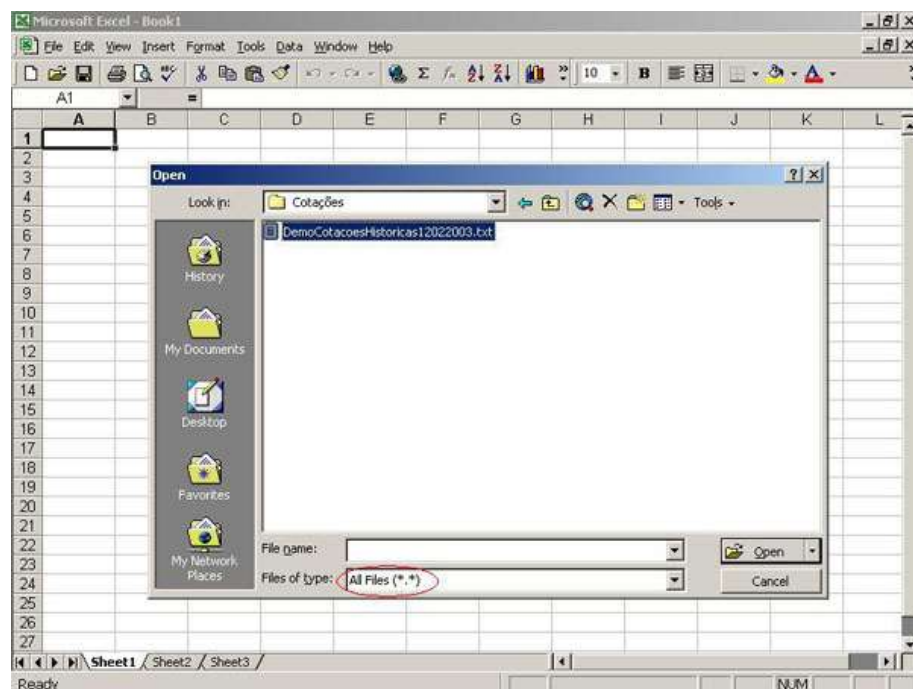 Microsoft Excel - Book1
File Edit View Insert Format Tools Data Window Help
10 B
A1 =
A B C D E F G H I J K L
1
2
3
4
5
6
7
8
9
10
11
12
13
14
15
16
17
18
19
20
21
22
23
24
25
26
27
Open
Look in: Cotações Tools
DemoCotacoesHistoricas12022003.txt
History
My Documents
Desktop
Favorites
My Network
Places
File name: Open
Files of type: All Files (*.*) Cancel
Sheet1 Sheet2 Sheet3
Ready NUM